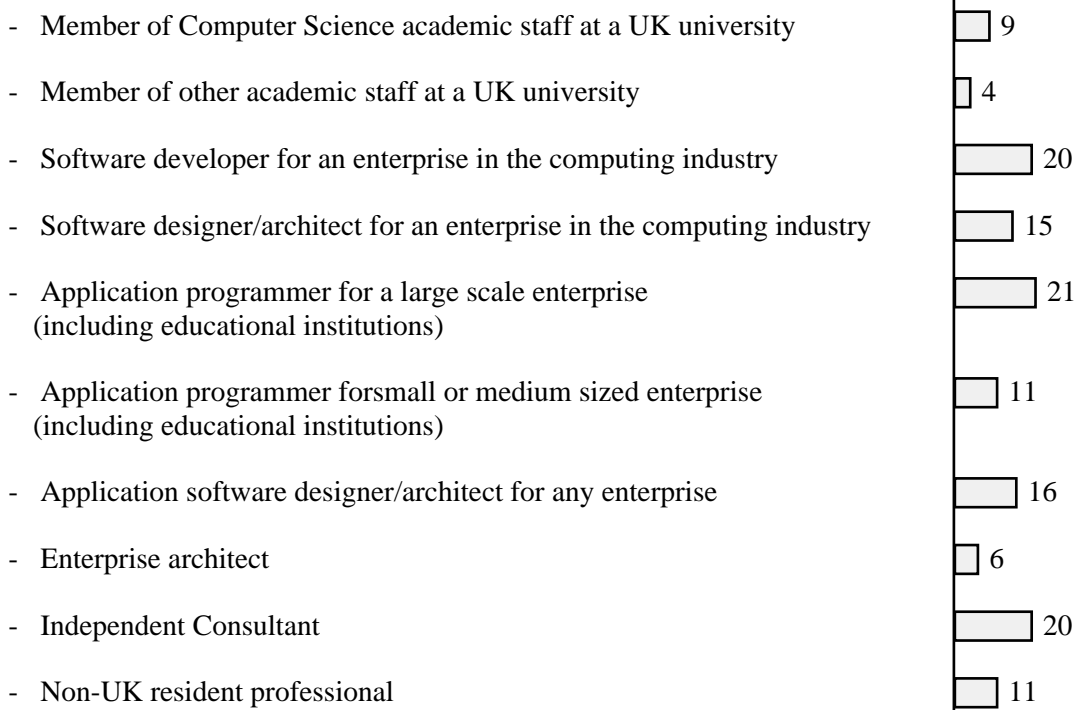 - Member of Computer Science academic staff at a UK university 9
- Member of other academic staff at a UK university 4
- Software developer for an enterprise in the computing industry 20
- Software designer/architect for an enterprise in the computing industry 15
- Application programmer for a large scale enterprise 21
(including educational institutions)
- Application programmer forsmall or medium sized enterprise 11
(including educational institutions)
- Application software designer/architect for any enterprise 16
- Enterprise architect 6
- Independent Consultant 20
- Non-UK resident professional 11